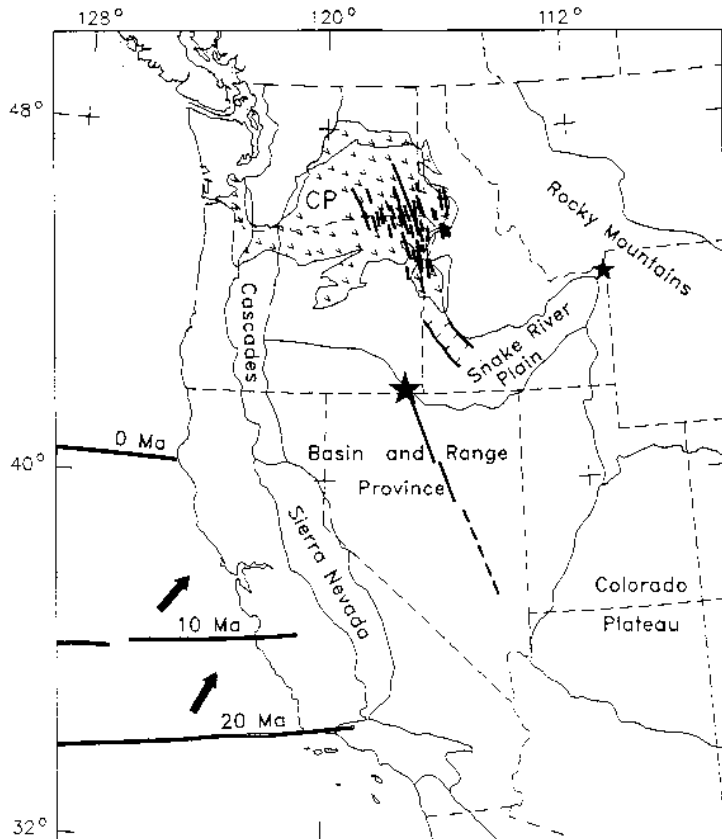 128°
120°
112°
48°
CP
Rocky Mountains
Cascades
Snake River
Plain
0 Ma
40°
Basin and Range
Province
Sierra Nevada
Colorado
Plateau
10 Ma
20 Ma
32°